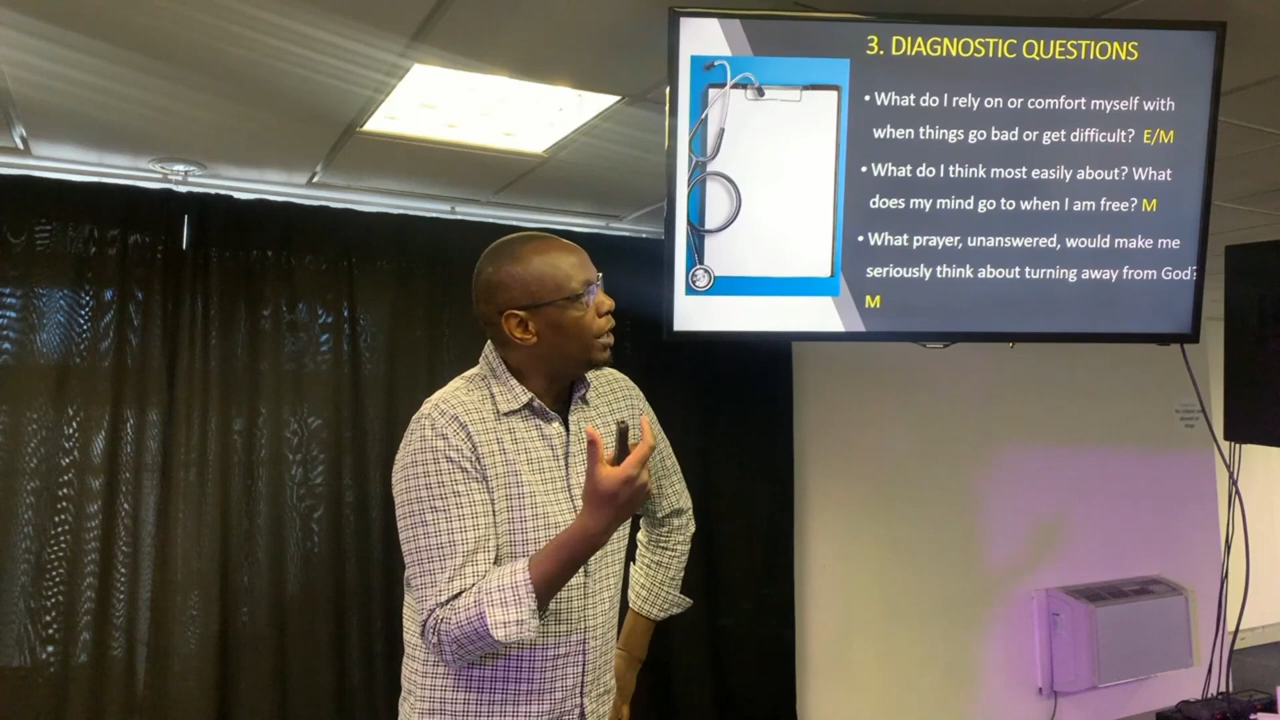 3. DIAGNOSTIC QUESTIONS
• What do I rely on or comfort myself with
when things go bad or get difficult? E/M
• What do I think most easily about? What
does my mind go to when I am free? M
• What prayer, unanswered, would make me
seriously think about turning away from God?
M